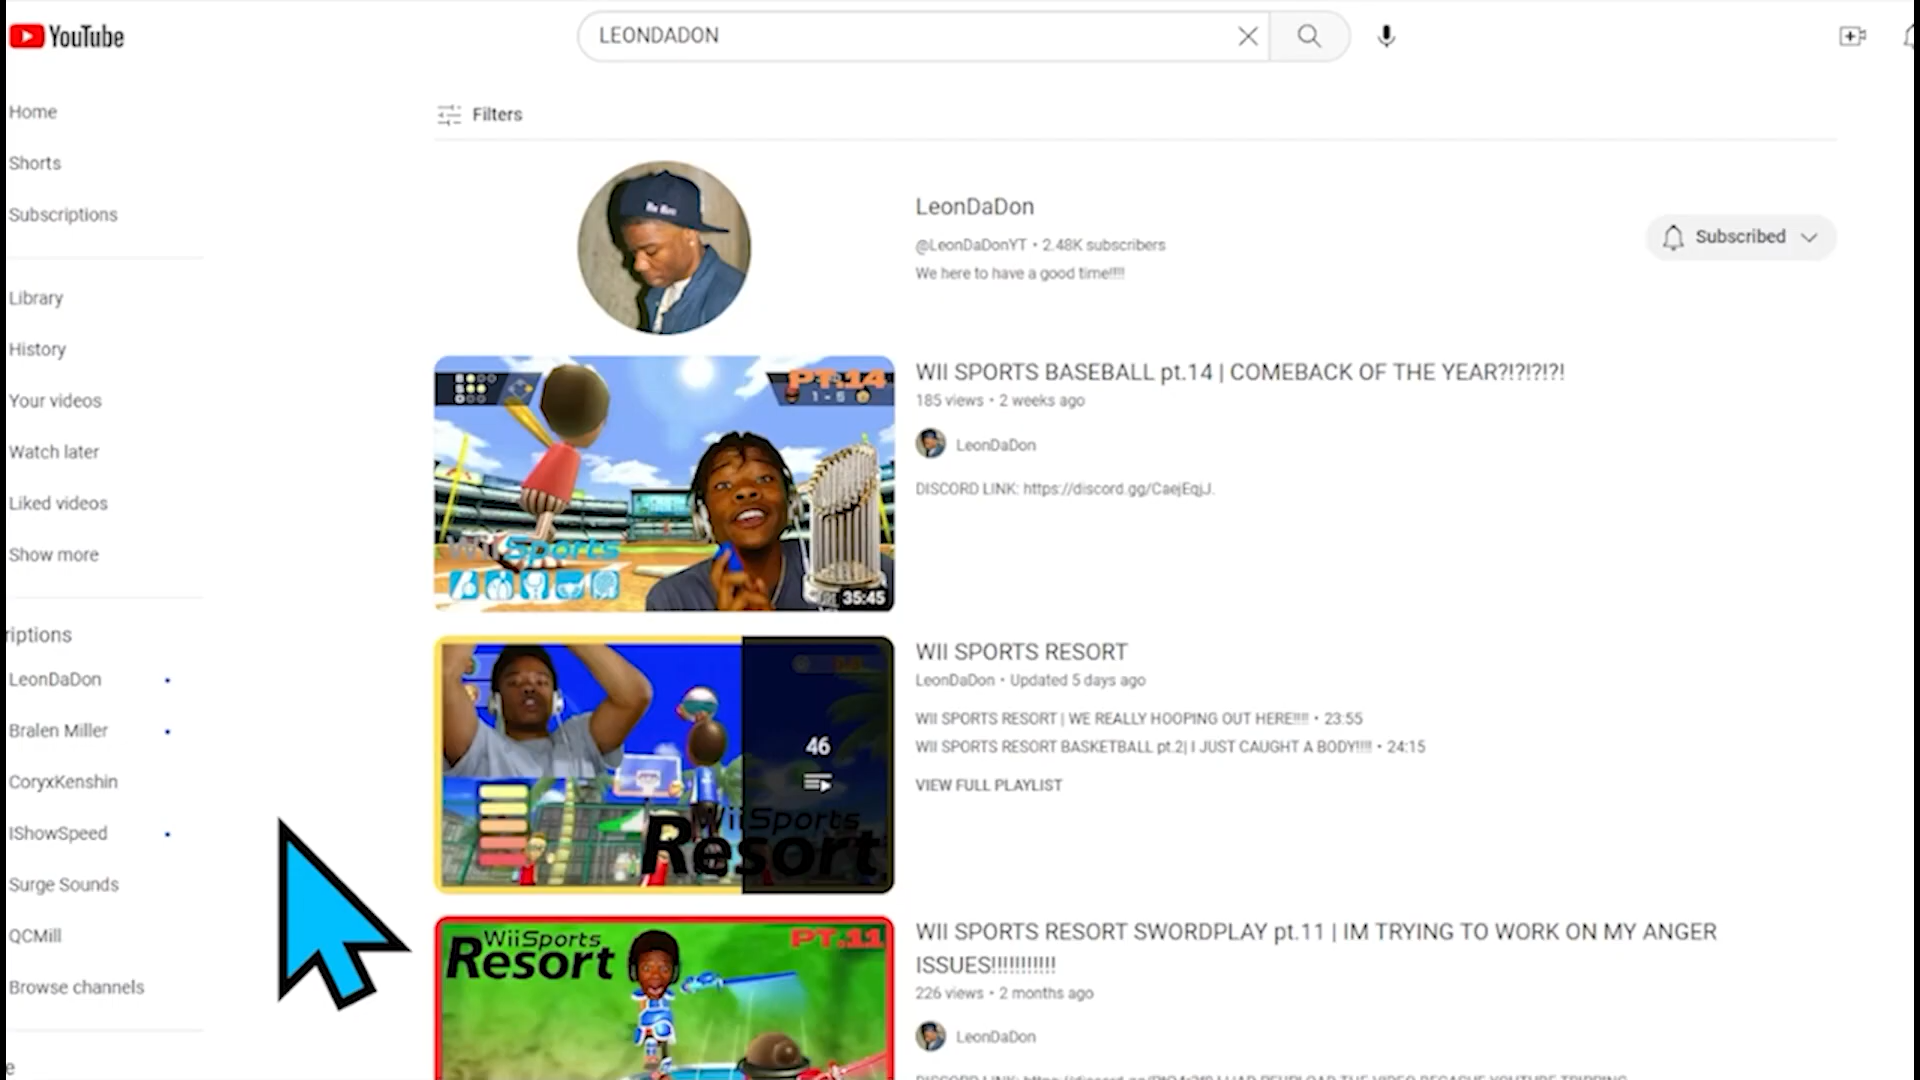 YouTube
LEONDADON
Home
Shorts
Subscriptions
Library
History
Your videos
Watch later
Liked videos
Show more
riptions
LeonDaDon
Bralen Miller
CoryxKenshin
IShowSpeed
Surge Sounds
QCMill
Browse channels
Filters
LeonDaDon
@LeonDaDonYT • 2.48K subscribers
We here to have a good time!!!!!
Subscribed
PT.14
1 - 5
Wii Sports
35:45
WII SPORTS BASEBALL pt.14 | COMEBACK OF THE YEAR?!?!?!?!
185 views • 2 weeks ago
LeonDaDon
DISCORD LINK: https://discord.gg/CaejEqjJ.
46
WiiSports
Resort
WII SPORTS RESORT
LeonDaDon • Updated 5 days ago
WII SPORTS RESORT | WE REALLY HOOPING OUT HERE!!!!! • 23:55
WII SPORTS RESORT BASKETBALL pt.2| I JUST CAUGHT A BODY!!!!! • 24:15
VIEW FULL PLAYLIST
WiiSports
Resort
PT.11
WII SPORTS RESORT SWORDPLAY pt.11 | IM TRYING TO WORK ON MY ANGER
ISSUES!!!!!!!!!!!
226 views • 2 months ago
LeonDaDon